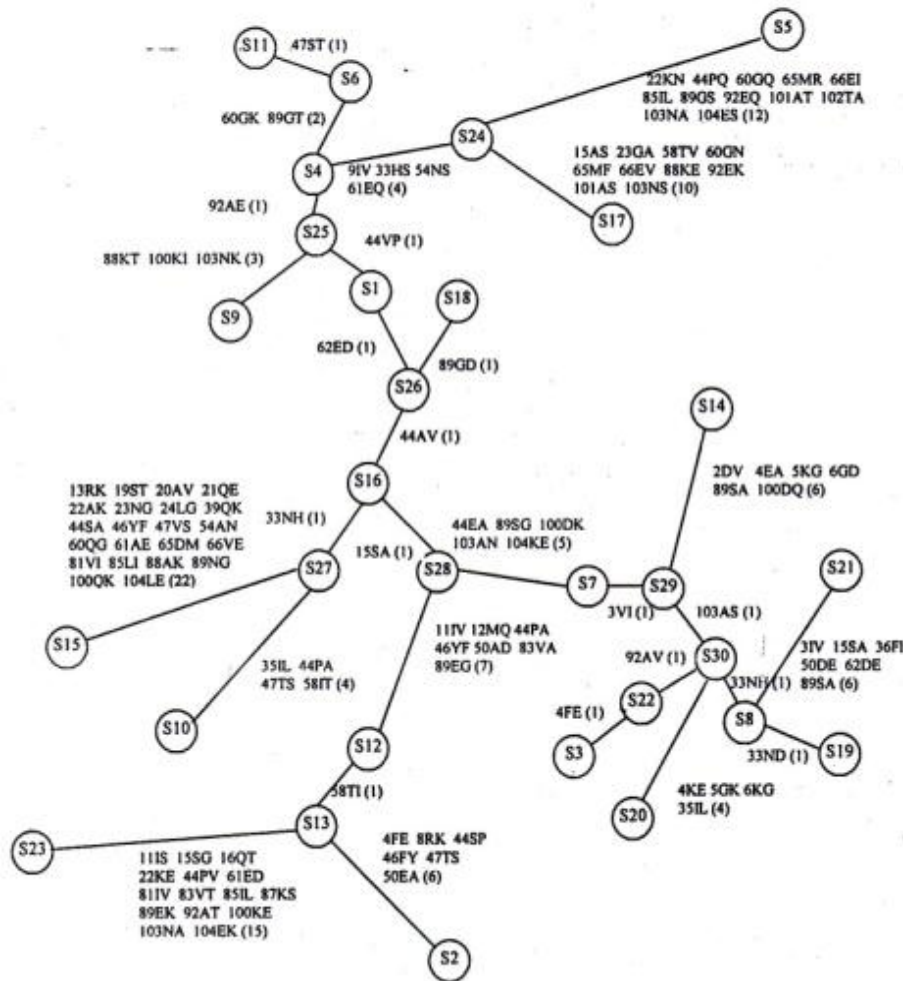 S11
47ST (1)
S6
S5
22KN 44PQ 60GQ 65MR 66EI
85IL 89GS 92EQ 101AT 102TA
103NA 104ES (12)
60GK 89GT (2)
S24
S4
9IV 33HS 54NS
61EQ (4)
15AS 23GA 58TV 60GN
65MF 66EV 88KE 92EK
101AS 103NS (10)
S17
92AE (1)
S25
44VP (1)
88KT 100KI 103NK (3)
S1
S18
S9
62ED (1)
89GD (1)
S26
S14
44AV (1)
S16
2DV 4EA 5KG 6GD
89SA 100DQ (6)
13RK 19ST 20AV 21QE
22AK 23NG 24LG 39QK
44SA 46YF 47VS 54AN
60QG 61AE 65DM 66VE
81VI 85LI 88AK 89NG
100QK 104LE (22)
33NH (1)
44EA 89SG 100DK
103AN 104KE (5)
15SA (1)
S27
S28
S7
S29
S21
3VI (1)
103AS (1)
S15
11IV 12MQ 44PA
46YF 50AD 83VA
89EG (7)
92AV (1)
S30
3IV 15SA 36FI
50DE 62DE
89SA (6)
33NH (1)
35IL 44PA
47TS 58IT (4)
S10
4FE (1)
S22
S8
S3
S12
33ND (1)
S19
58TI (1)
4KE 5GK 6KG
35IL (4)
S20
S13
S23
4FE 8RK 44SP
46FY 47TS
50EA (6)
11IS 15SG 16QT
22KE 44PV 61ED
81IV 83VT 85IL 87KS
89EK 92AT 100KE
103NA 104EK (15)
S2